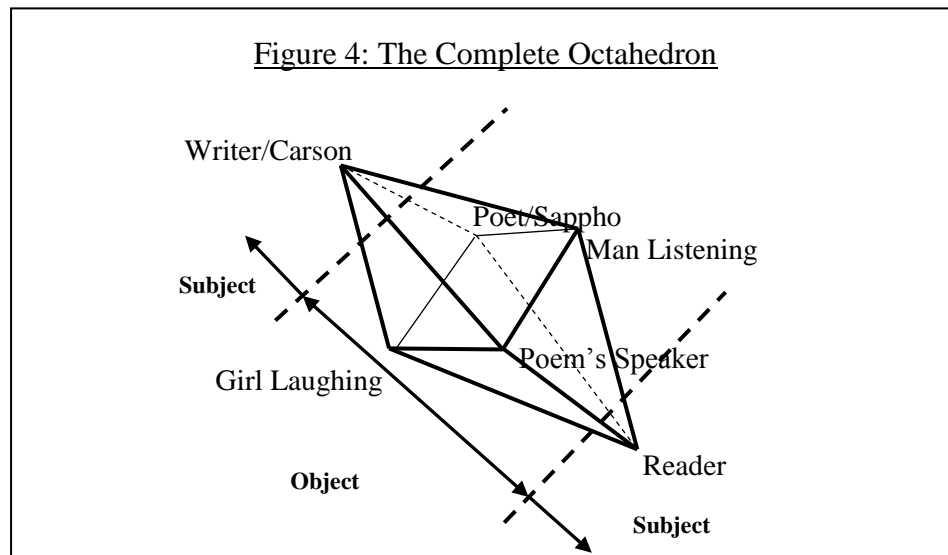 Figure 4: The Complete Octahedron
Writer/Carson
Poet/Sappho
Man Listening
Subject
Poem's Speaker
Girl Laughing
Reader
Object
Subject